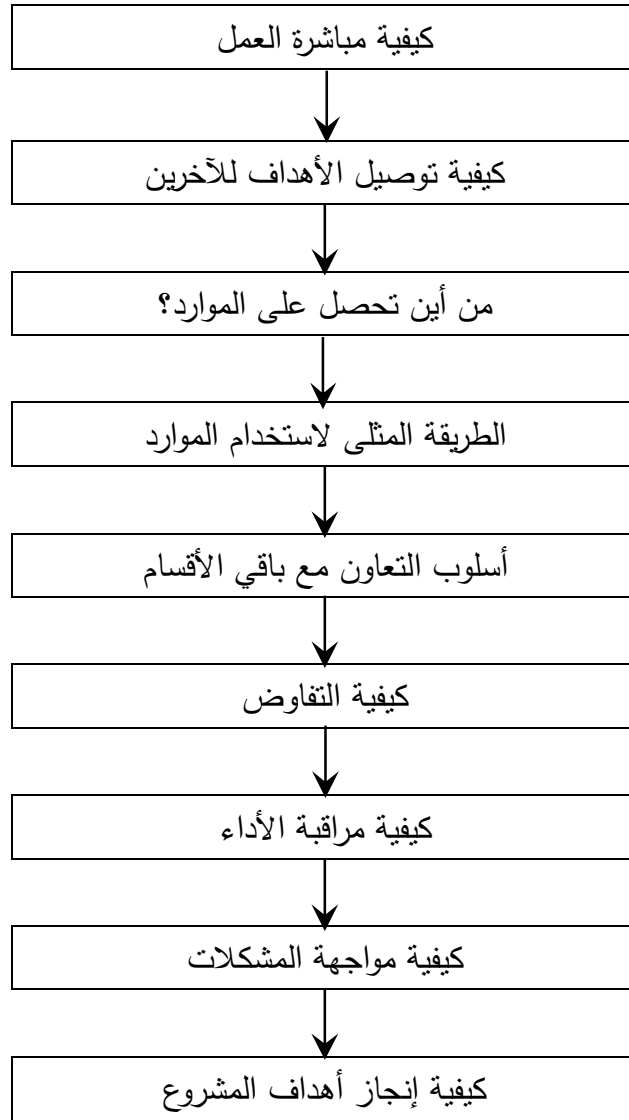 كيفية مباشرة العمل
كيفية توصيل الأهداف للآخرين
من أين تحصل على الموارد؟
الطريقة المثلى لاستخدام الموارد
أسلوب التعاون مع باقي الأقسام
كيفية التفاوض
كيفية مراقبة الأداء
كيفية مواجهة المشكلات
كيفية إنجاز أهداف المشروع